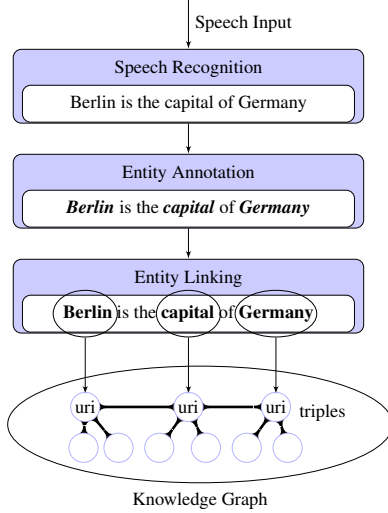 Speech Input
Speech Recognition
Berlin is the capital of Germany
Entity Annotation
Berlin is the capital of Germany
Entity Linking
Berlin is the capital of Germany
uri uri uri triples
Knowledge Graph